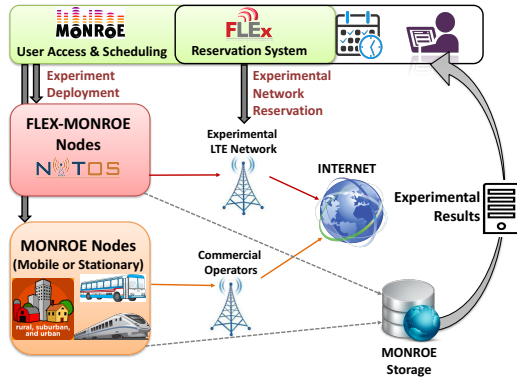 MONROE
User Access & Scheduling
FLEX
Reservation System
Experiment
Deployment
Experimental
Network
Reservation
FLEX-MONROE
Nodes
NITOS
Experimental
LTE Network
INTERNET
Experimental
Results
MONROE Nodes
(Mobile or Stationary)
rural, suburban,
and urban
Commercial
Operators
MONROE
Storage